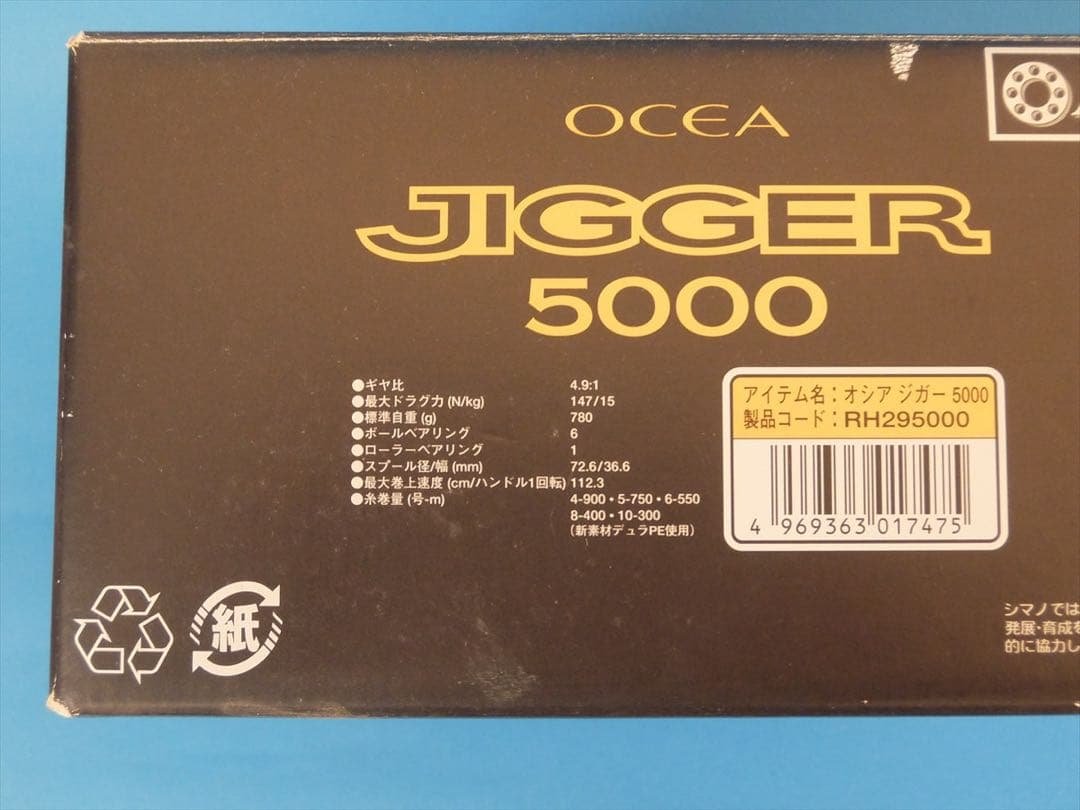 OCEA
JIGGER
5000
●ギヤ比 4.9:1
●最大ドラグ力 (N/kg) 147/15
●標準自重 (g) 780
●ボールベアリング 6
●ローラーベアリング 1
●スプール径/幅 (mm) 72.6/36.6
●最大巻上速度 (cm/ハンドル1回転) 112.3
●糸巻量 (号-m) 4-900・5-750・6-550
8-400・10-300
(新素材デュラPE使用)
アイテム名:オシア ジガー 5000
製品コード:RH295000
4 969363 017475
紙
シマノでは
発展・育成を
的に協力し